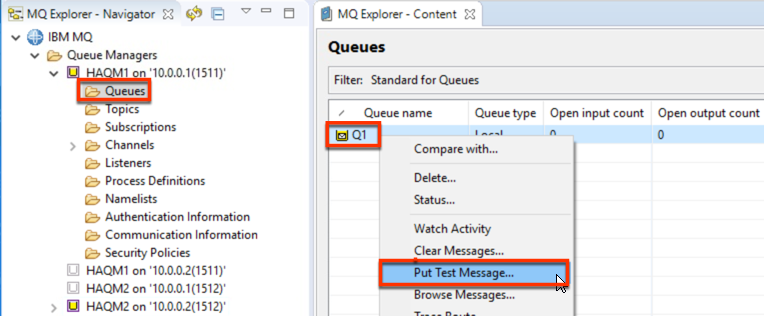 MQ Explorer - Navigator
IBM MQ
Queue Managers
HAQM1 on '10.0.0.1(1511)'
Queues
Topics
Subscriptions
Channels
Listeners
Process Definitions
Namelists
Authentication Information
Communication Information
Security Policies
HAQM1 on '10.0.0.2(1511)'
HAQM2 on '10.0.0.1(1512)'
HAQM2 on '10.0.0.2(1512)'
MQ Explorer - Content
Queues
Filter: Standard for Queues
Queue name Queue type Open input count Open output count
Q1 Local 0 0
Compare with...
Delete...
Status...
Watch Activity
Clear Messages...
Put Test Message...
Browse Messages...
Trace Route